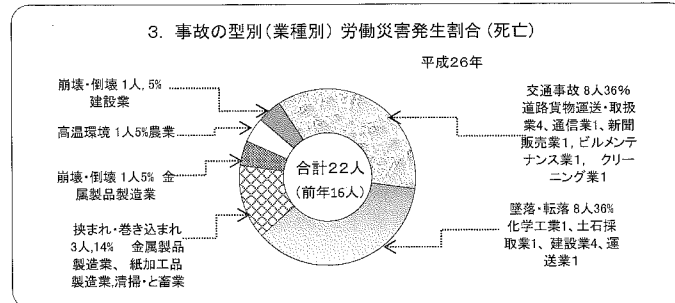 3. 事故の型別(業種別) 労働災害発生割合(死亡)
平成26年
崩壊・倒壊 1人, 5%
建設業
高温環境 1人5%農業
崩壊・倒壊 1人5% 金
属製品製造業
挟まれ・巻き込まれ
3人,14% 金属製品
製造業、 紙加工品
製造業,清掃・と畜業
合計22人
(前年16人)
交通事故 8人36%
道路貨物運送・取扱
業4、通信業1、新聞
販売業1, ビルメンテ
ナンス業1、 クリー
ニング業1
墜落・転落 8人36%
化学工業1、土石採
取業1、建設業4、運
送業1